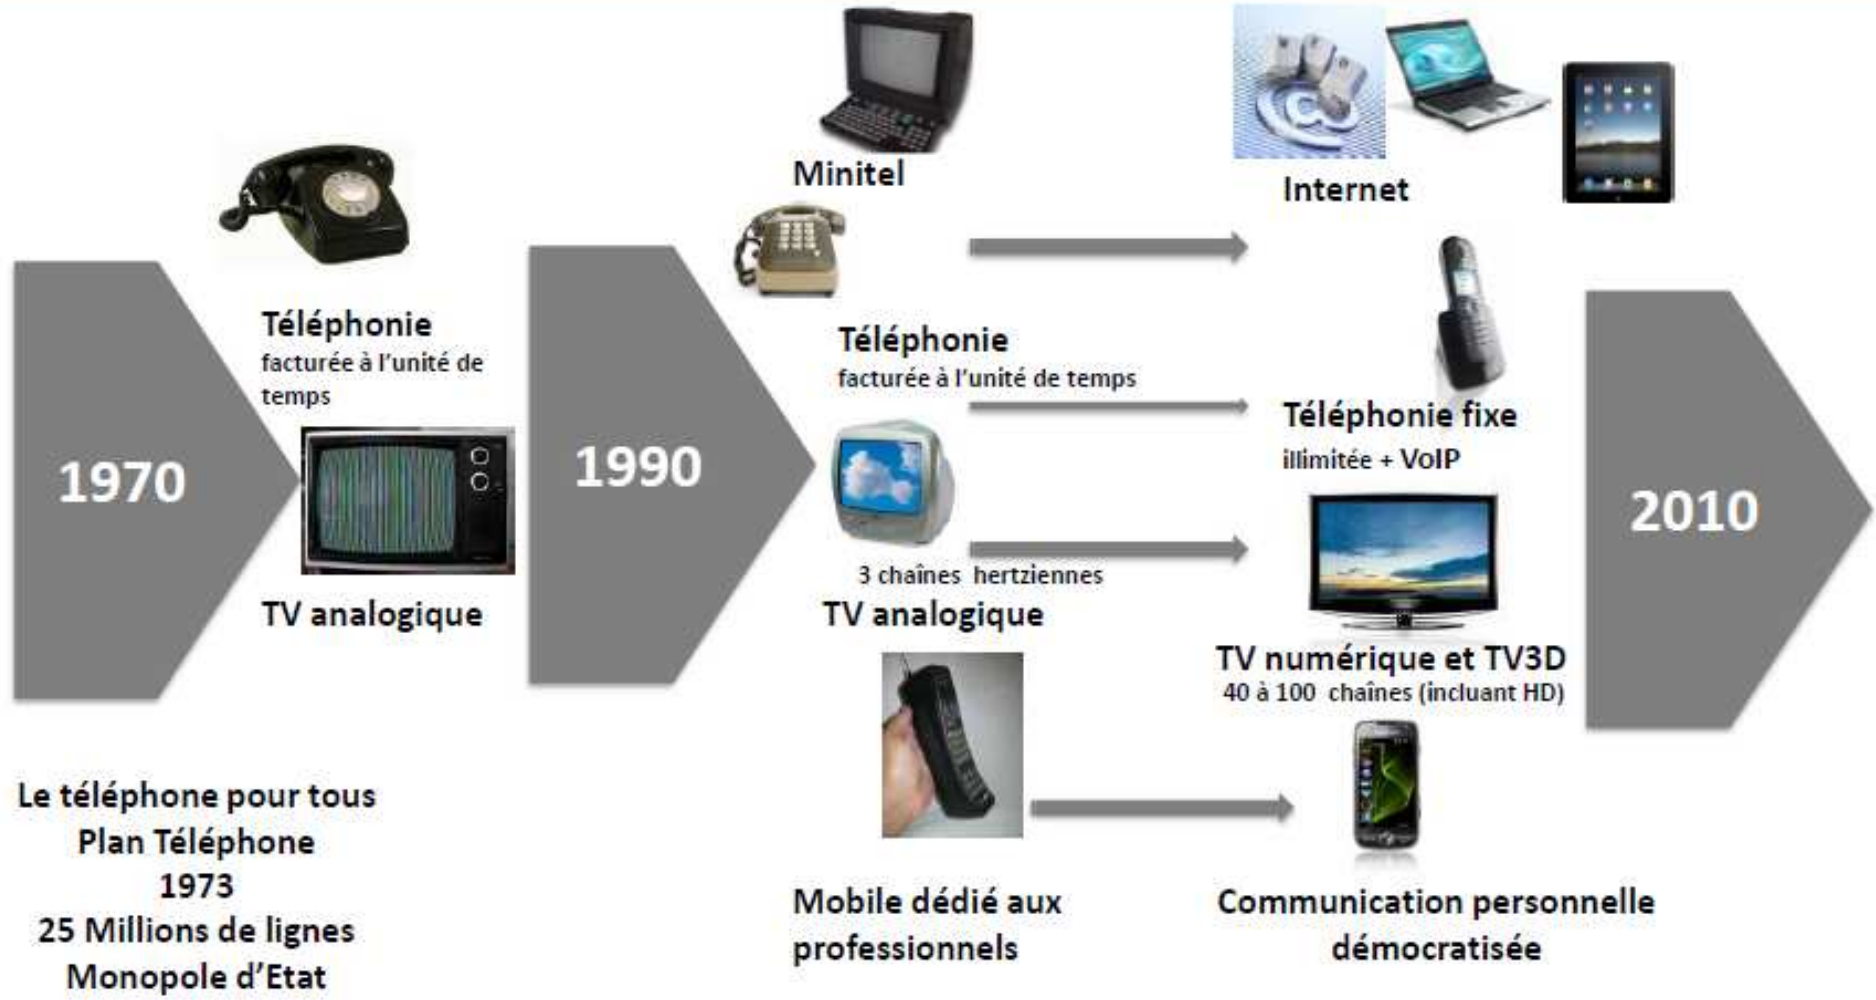 1970
Téléphonie
facturée à l'unité de
temps
TV analogique
Le téléphone pour tous
Plan Téléphone
1973
25 Millions de lignes
Monopole d'Etat
1990
Minitel
Téléphonie
facturée à l'unité de temps
3 chaînes hertziennes
TV analogique
Mobile dédié aux
professionnels
Internet
Téléphonie fixe
illimitée + VoIP
TV numérique et TV3D
40 à 100 chaînes (incluant HD)
Communication personnelle
démocratisée
2010